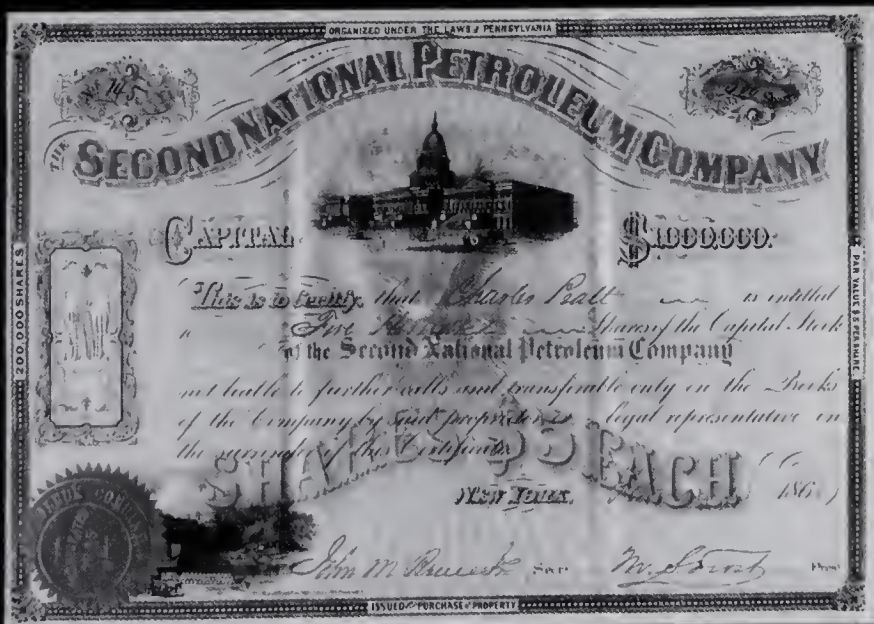 ORGANIZED UNDER THE LAWS of PENNSYLVANIA
No 145
THE SECOND NATIONAL PETROLEUM COMPANY
CAPITAL $1000.000.
200,000 SHARES
PAR VALUE $5 PER SHARE
This is to Certify, that Charles Pratt is entitled
to Five Hundred Shares of the Capital Stock
of the Second National Petroleum Company
not liable to further calls and transferable only on the Books
of the Company by said proprietor legal representative on
the surrender of this Certificate
SHARES $5 EACH
New York. 186
John M Secy M. Frost Prest
ISSUED for PURCHASE of PROPERTY